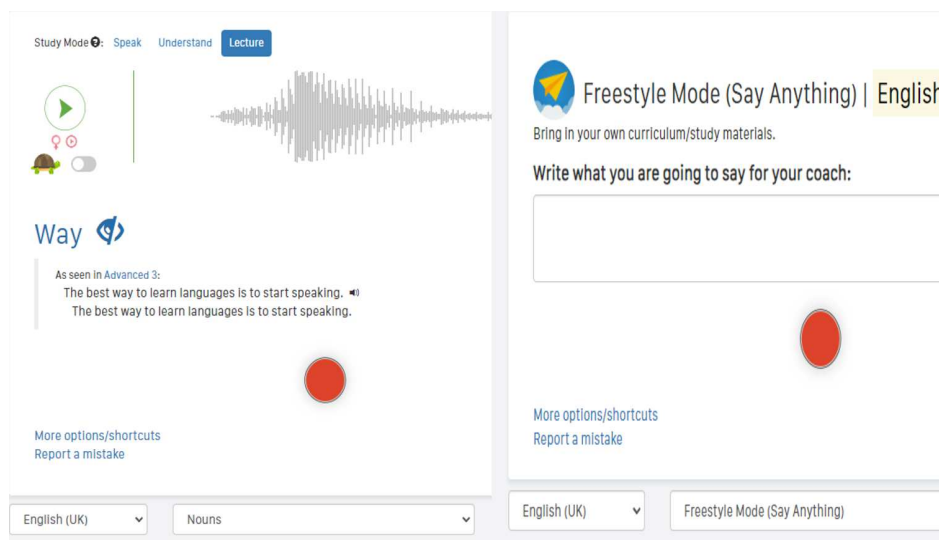 Study Mode ?: Speak Understand Lecture
Way
As seen in Advanced 3:
The best way to learn languages is to start speaking.
The best way to learn languages is to start speaking.
More options/shortcuts
Report a mistake
English (UK)
Nouns
Freestyle Mode (Say Anything) | English
Bring in your own curriculum/study materials.
Write what you are going to say for your coach:
More options/shortcuts
Report a mistake
English (UK)
Freestyle Mode (Say Anything)